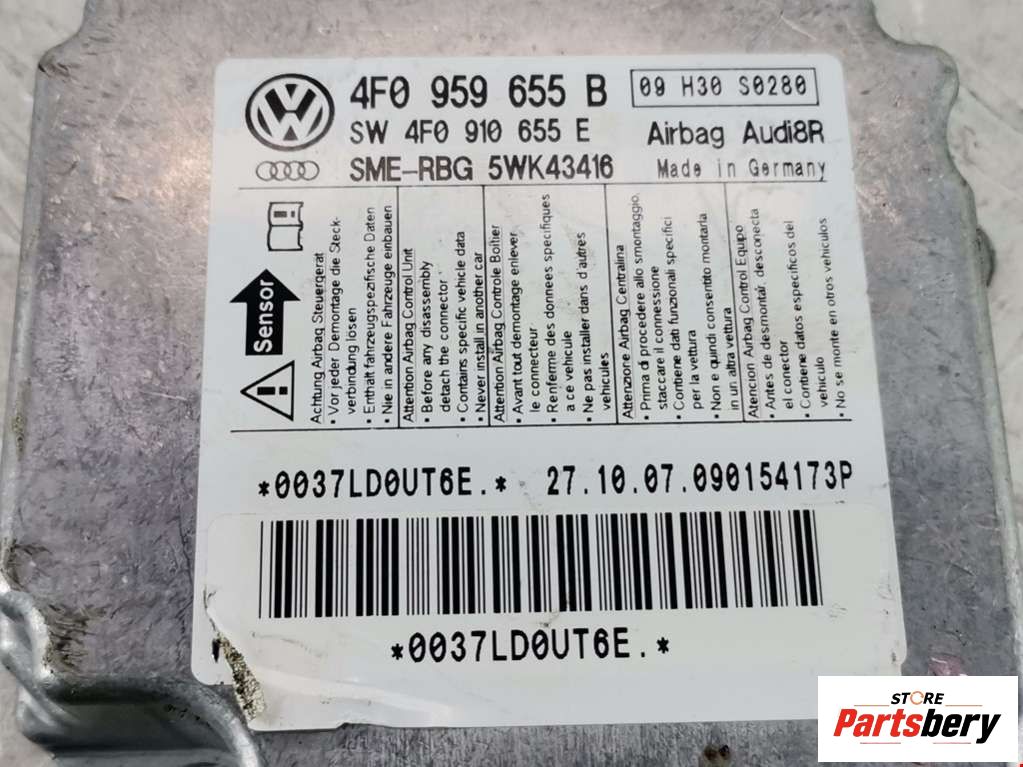 4F0 959 655 B
09 H30 S0280
SW 4F0 910 655 E
Airbag Audi8R
SME-RBG 5WK43416
Made in Germany
Sensor
Achtung Airbag Steuergerät
• Vor jeder Demontage die Steck-
verbindung lösen
• Enthält fahrzeugspezifische Daten
• Nie in andere Fahrzeuge einbauen
Attention Airbag Control Unit
• Before any disassembly
detach the connector
• Contains specific vehicle data
• Never install in another car
Attention Airbag Controle Boîtier
• Avant tout demontage enlever
le connecteur
• Renferme des donnees specifiques
a ce vehicule
• Ne pas installer dans d'autres
vehicules
Attenzione Airbag Centralina
• Prima di procedere allo smontaggio,
staccare il connessione
• Contiene dati funzionali specifici
per la vettura
• Non e quindi consentito montarla
in un altra vettura
Atencion Airbag Control Equipo
• Antes de desmontar, desconecta
el conector
• Contiene datos especificos del
vehiculo
• No se monte en otros vehiculos
*0037LD0UT6E.* 27.10.07.090154173P
*0037LD0UT6E.*
STORE
Partsbery